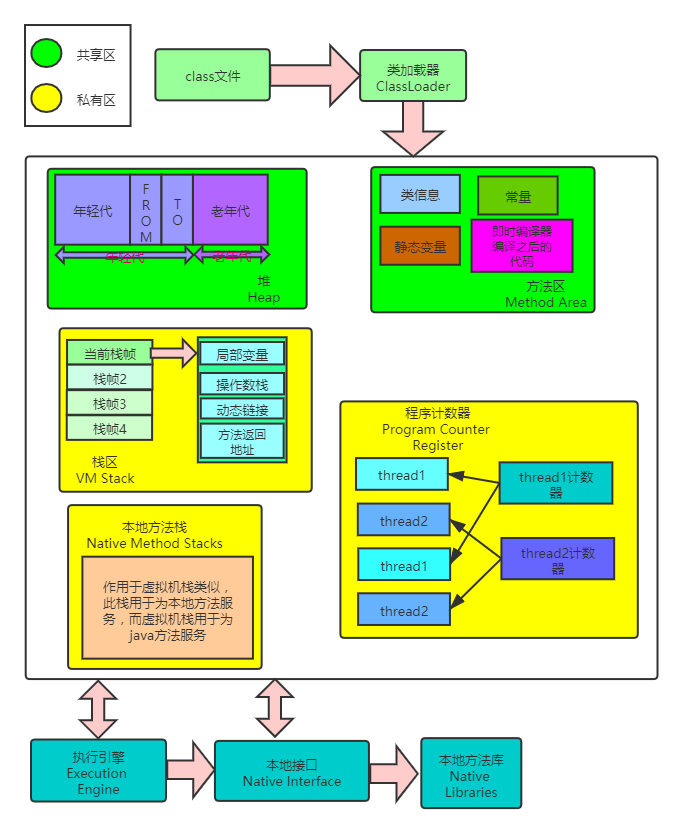 共享区
私有区
class文件
类加载器
ClassLoader
年轻代
F
R
O
M
T
O
老年代
年轻代
老年代
堆
Heap
类信息
常量
静态变量
即时编译器
编译之后的
代码
方法区
Method Area
当前栈帧
栈帧2
栈帧3
栈帧4
局部变量
操作数栈
动态链接
方法返回
地址
栈区
VM Stack
程序计数器
Program Counter
Register
thread1
thread2
thread1
thread2
thread1计数
器
thread2计数
器
本地方法栈
Native Method Stacks
作用于虚拟机栈类似，
此栈用于为本地方法服
务，而虚拟机栈用于为
java方法服务
执行引擎
Execution
Engine
本地接口
Native Interface
本地方法库
Native
Libraries